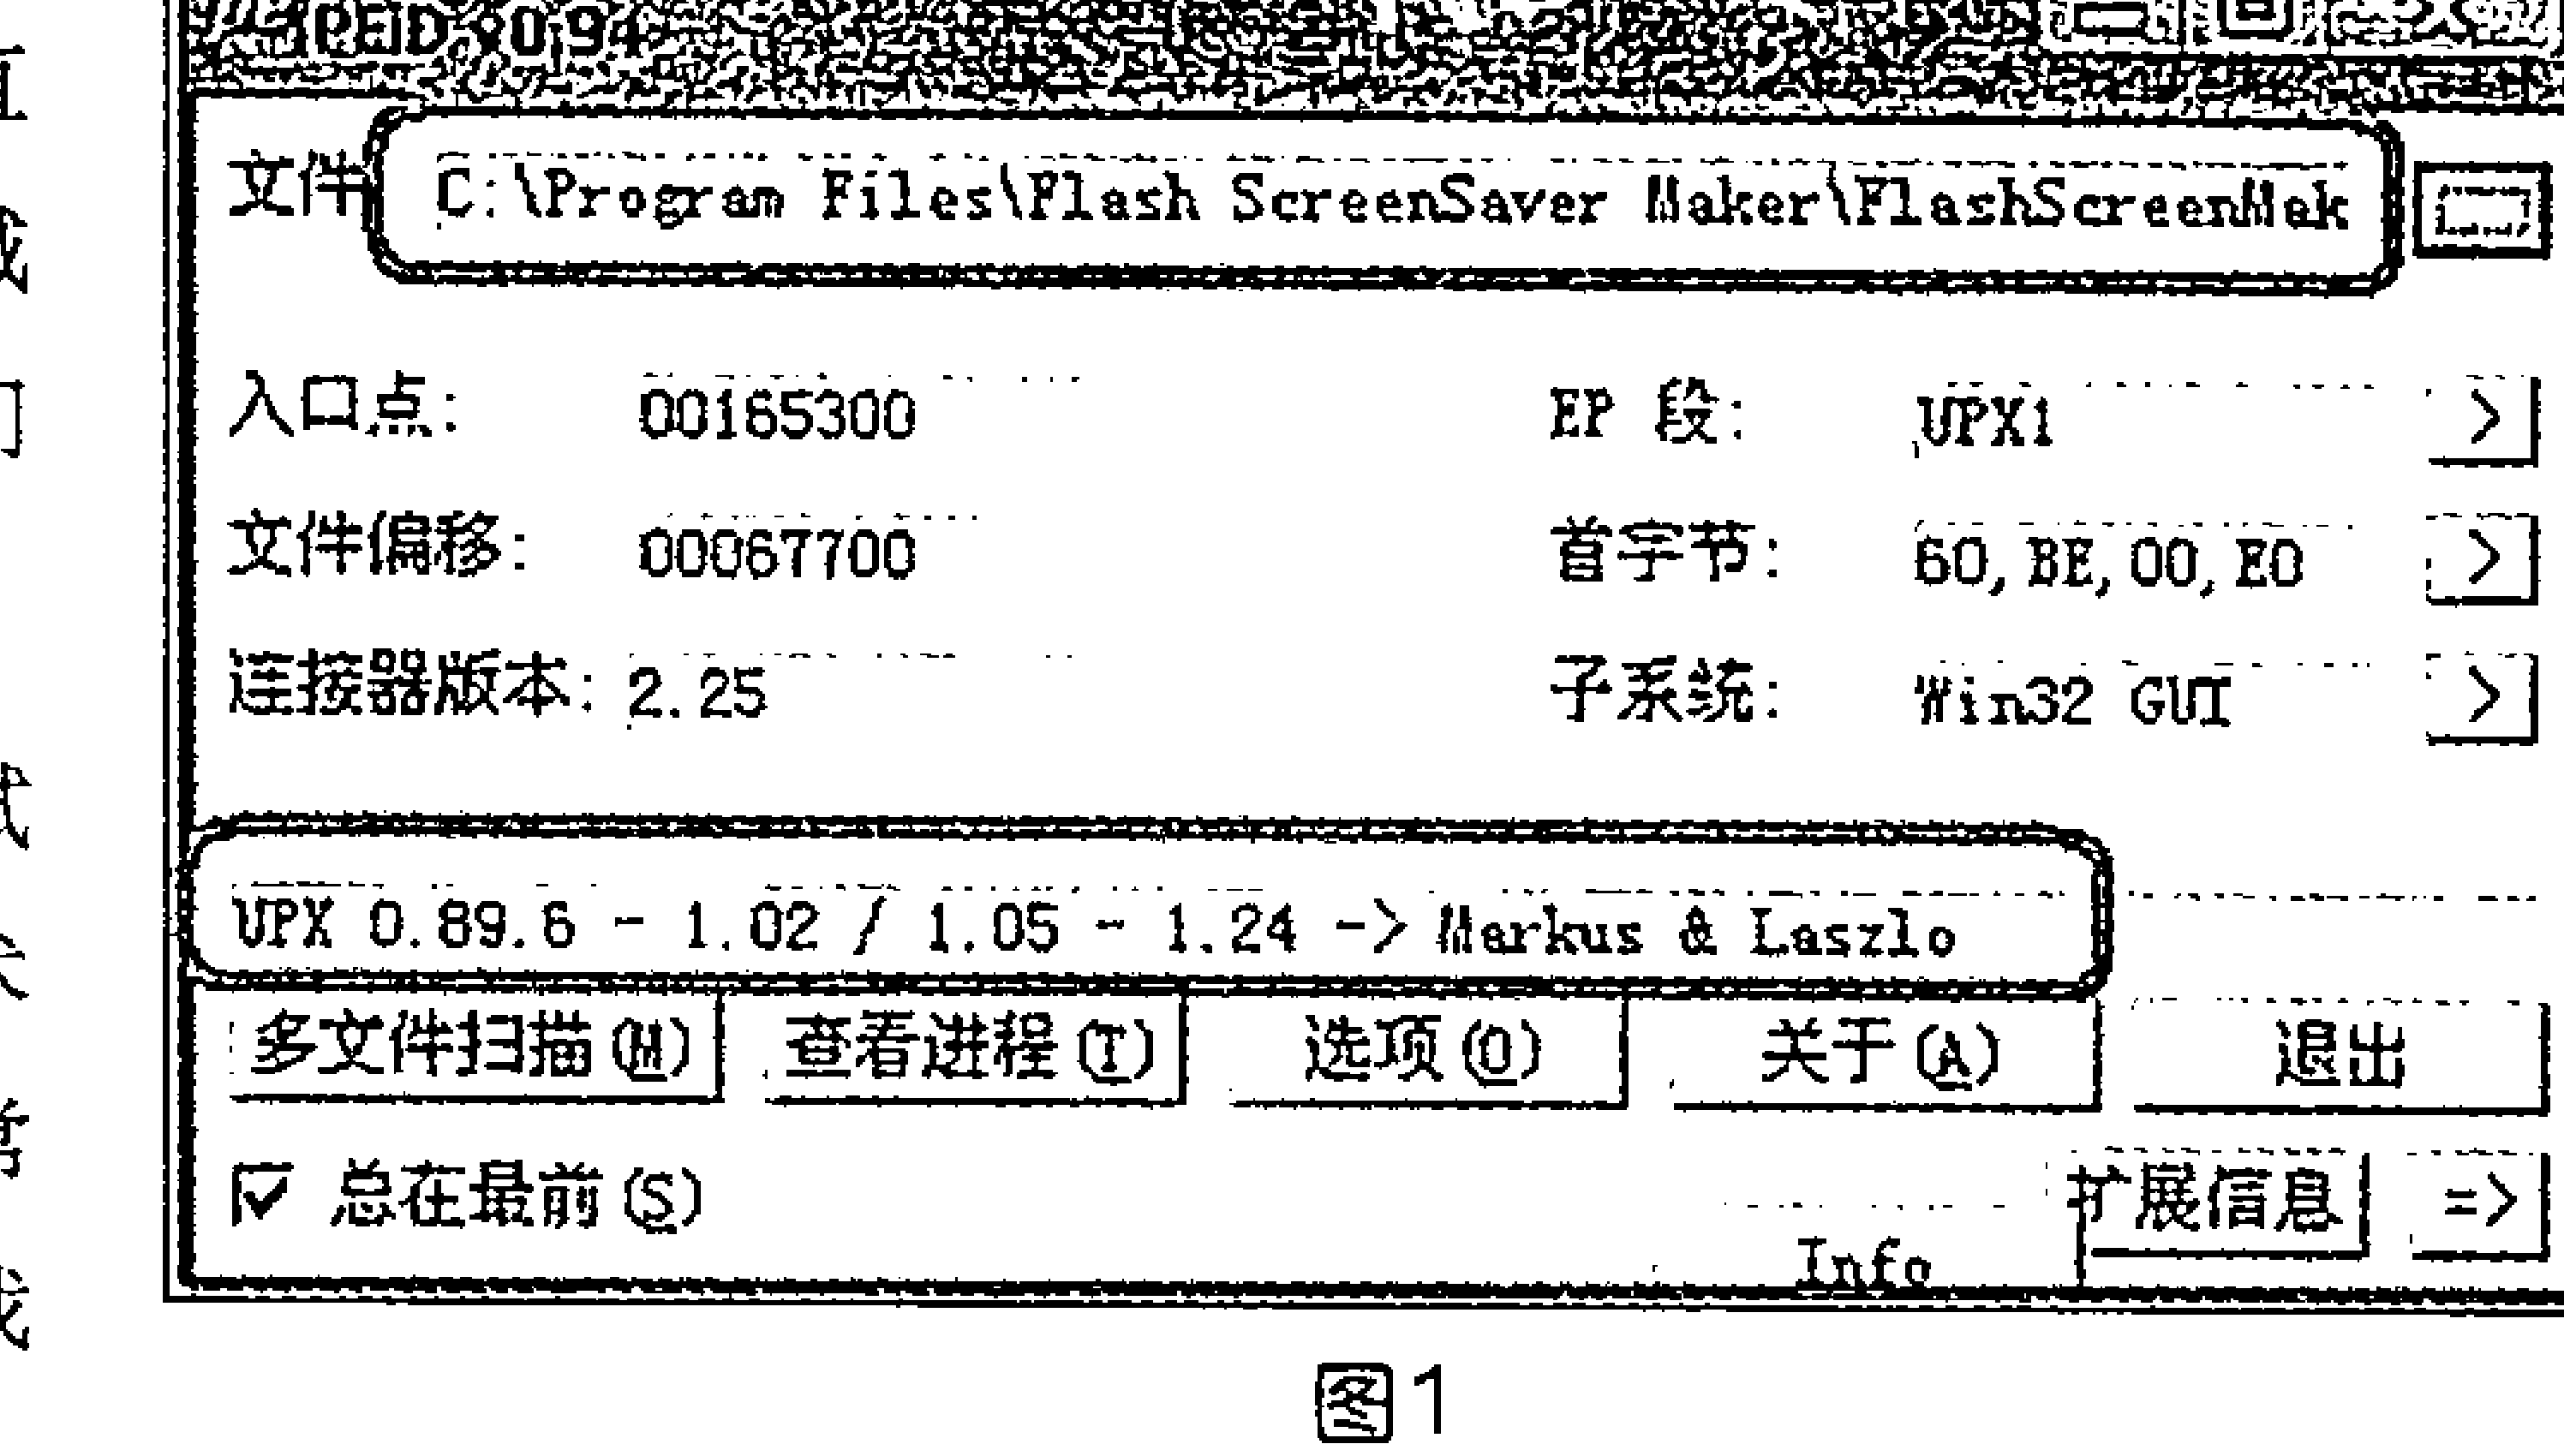 PEiD v0.94
文件 C:\Program Files\Flash ScreenSaver Maker\FlashScreenMak ...
入口点: 00165300 EP 段: UPX1 >
文件偏移: 00067700 首字节: 60,BE,00,E0 >
连接器版本: 2.25 子系统: Win32 GUI >
UPX 0.89.6 - 1.02 / 1.05 - 1.24 -> Markus & Laszlo
多文件扫描(M) 查看进程(T) 选项(O) 关于(A) 退出
总在最前(S) 扩展信息 =>
Info
图1